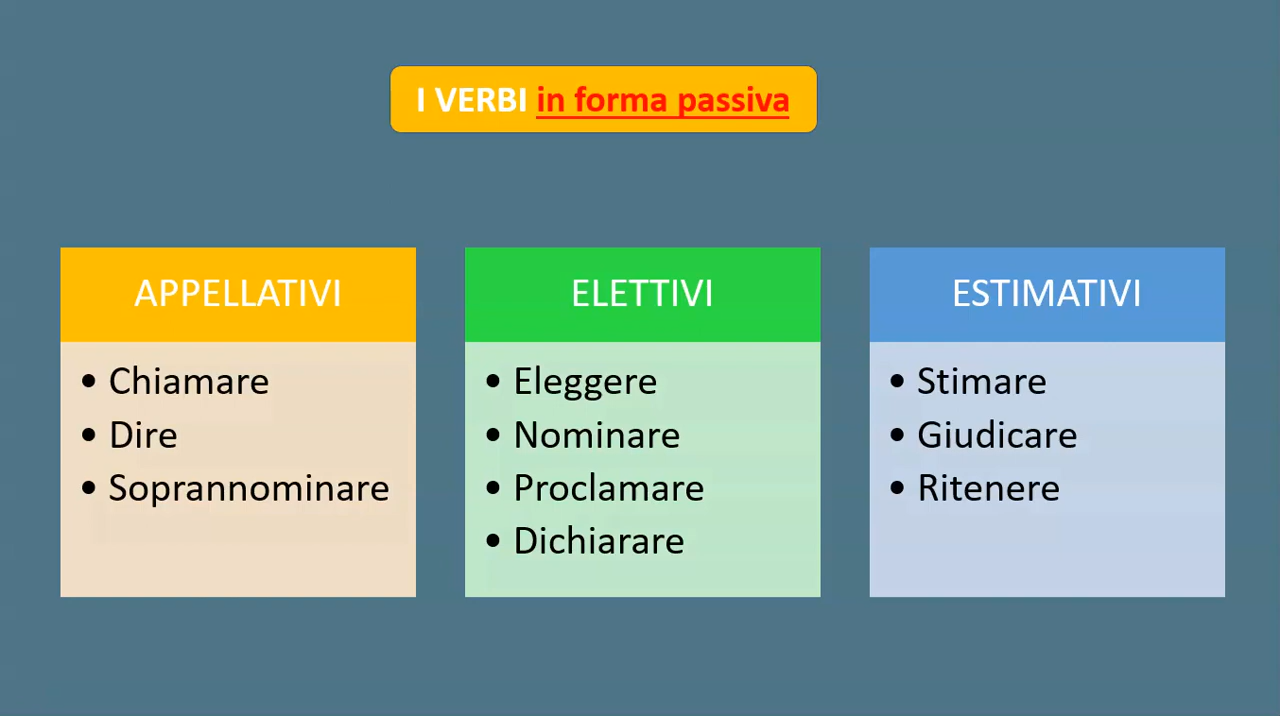 I VERBI in forma passiva
APPELLATIVI
• Chiamare
• Dire
• Soprannominare
ELETTIVI
• Eleggere
• Nominare
• Proclamare
• Dichiarare
ESTIMATIVI
• Stimare
• Giudicare
• Ritenere